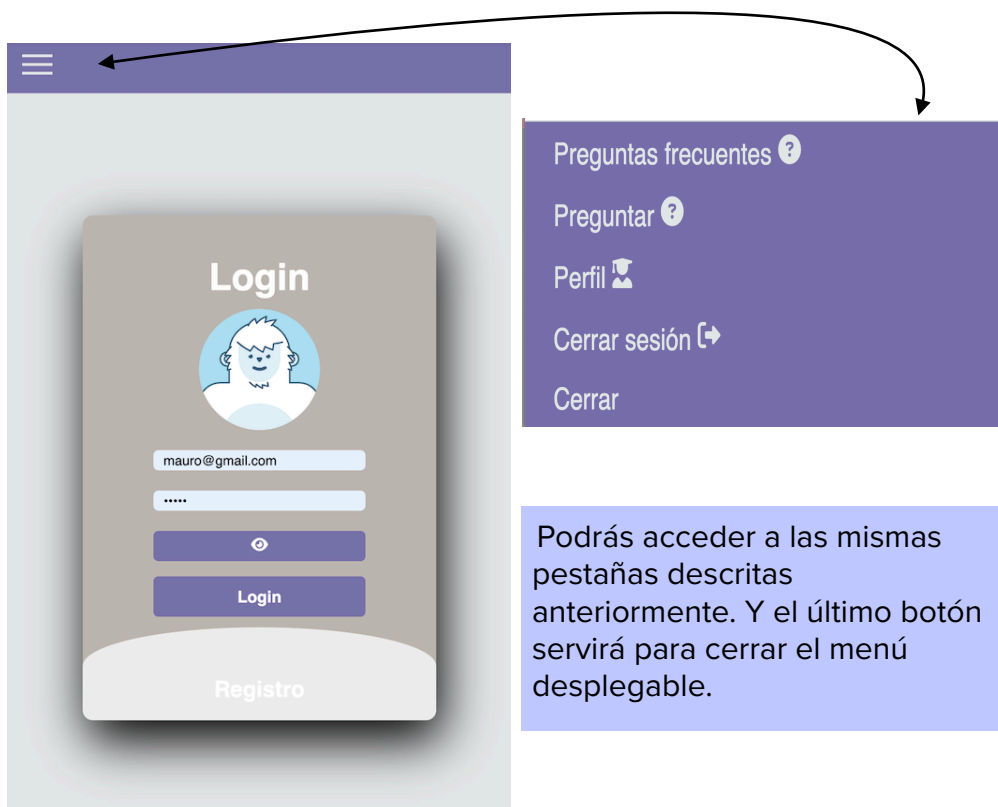 Login
mauro@gmail.com
•••••
Login
Registro
Preguntas frecuentes
Preguntar
Perfil
Cerrar sesión
Cerrar
Podrás acceder a las mismas
pestañas descritas
anteriormente. Y el último botón
servirá para cerrar el menú
desplegable.